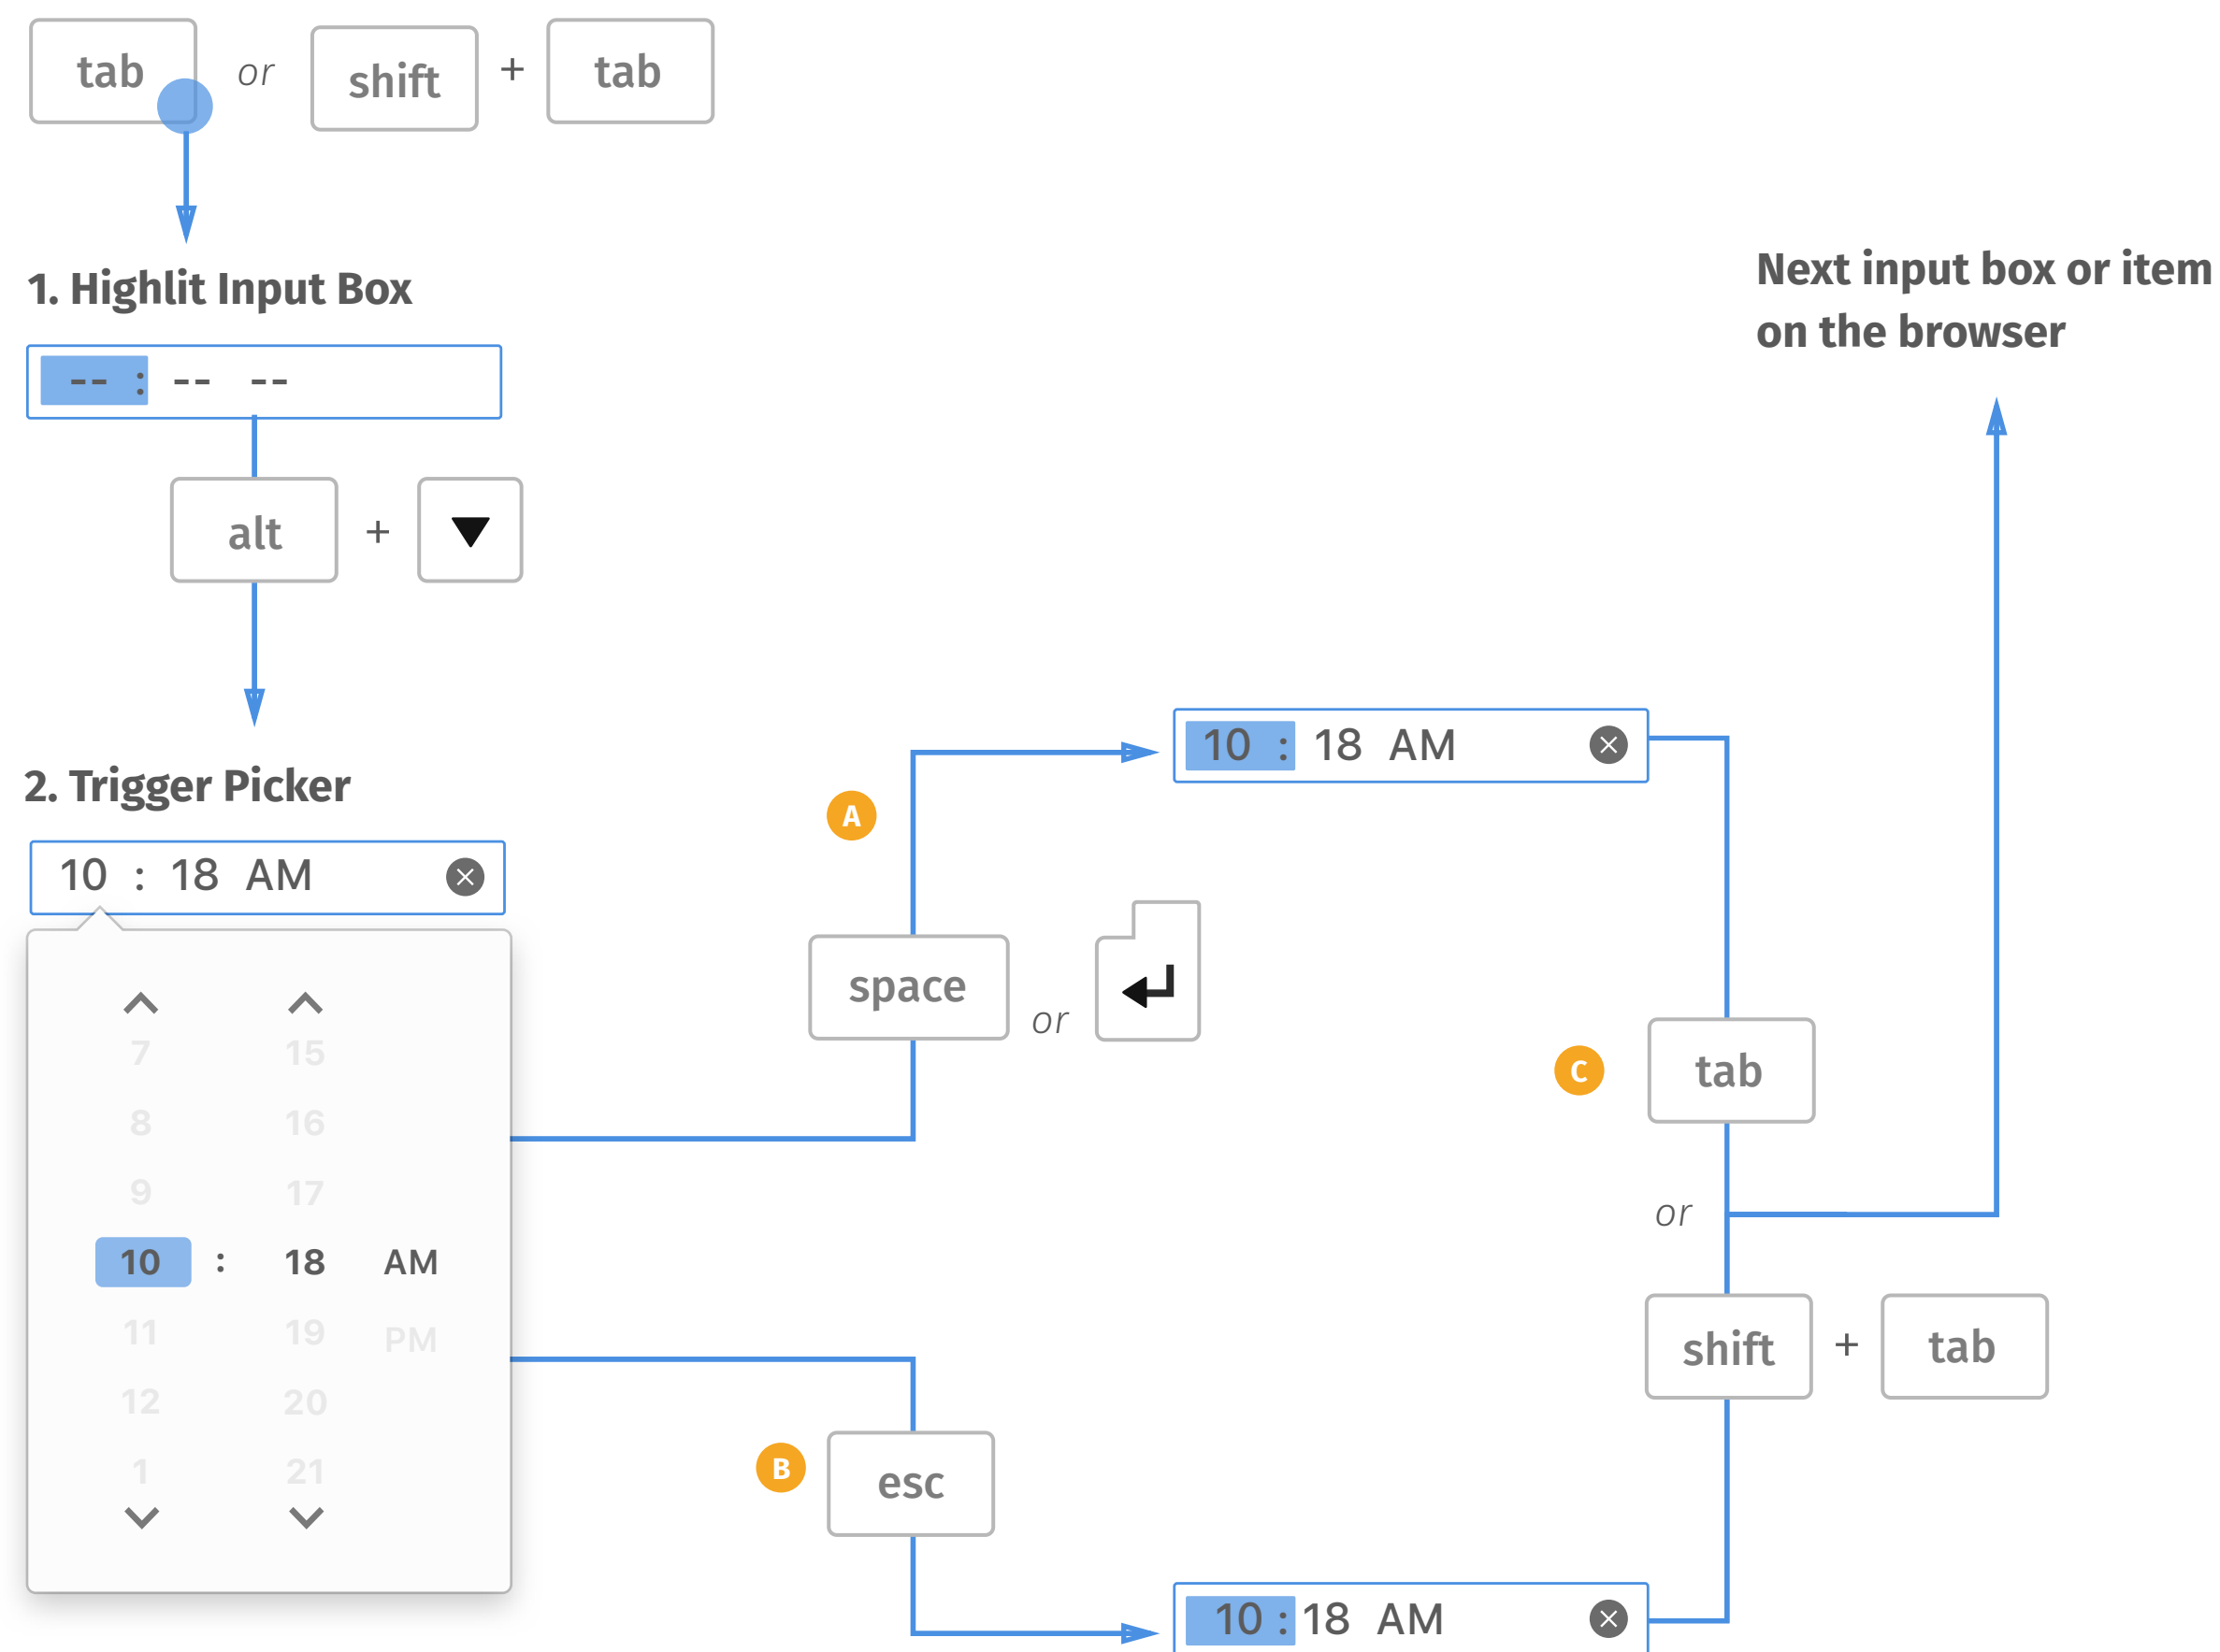 tab or shift + tab
1. Highlit Input Box
-- : -- --
alt +
2. Trigger Picker
10 : 18 AM
7 15
8 16
9 17
10 : 18 AM
11 19 PM
12 20
1 21
A
space or
10 : 18 AM
B
esc
10 : 18 AM
C
tab
or
shift + tab
Next input box or item
on the browser